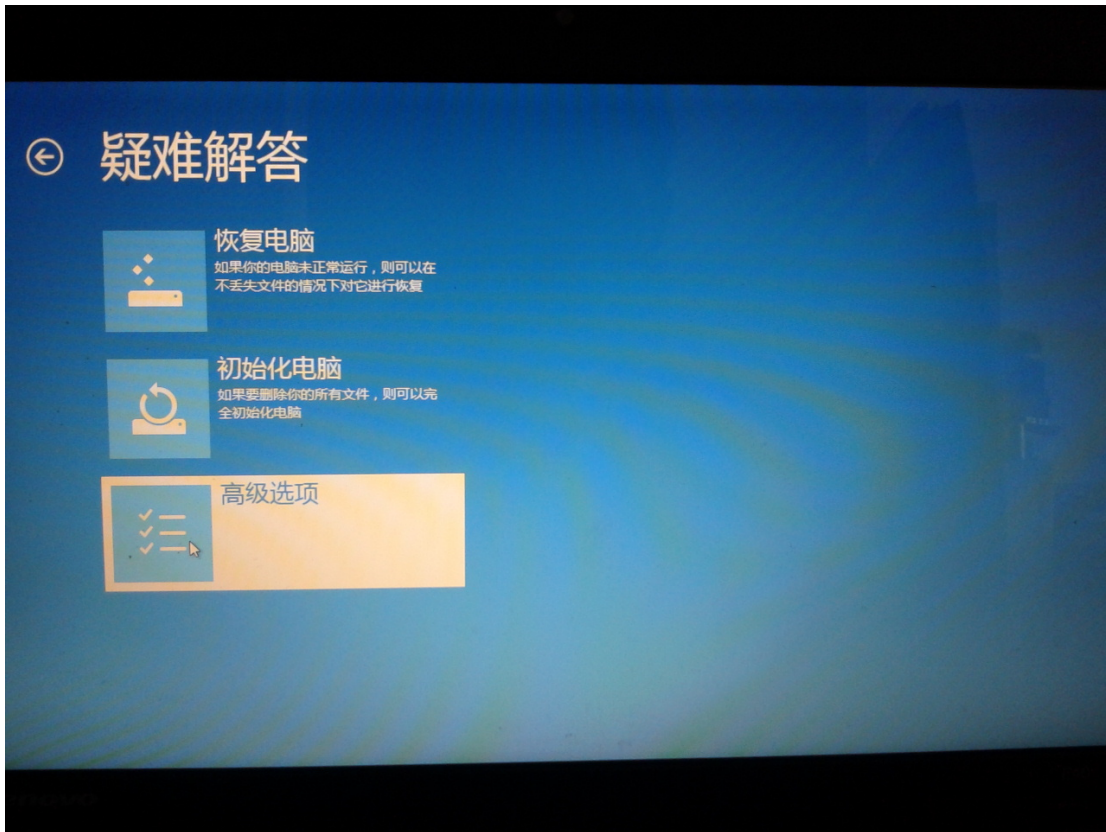 疑难解答
恢复电脑
如果你的电脑未正常运行，则可以在
不丢失文件的情况下对它进行恢复
初始化电脑
如果要删除你的所有文件，则可以完
全初始化电脑
高级选项